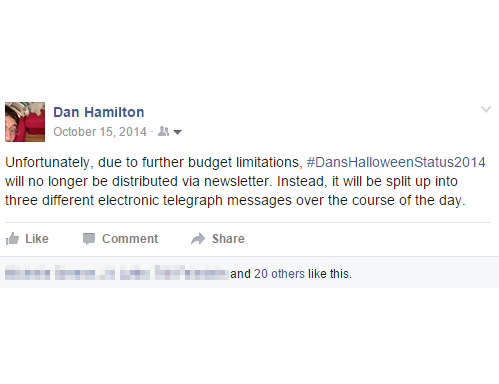 Dan Hamilton
October 15, 2014 ·
Unfortunately, due to further budget limitations, #DansHalloweenStatus2014
will no longer be distributed via newsletter. Instead, it will be split up into
three different electronic telegraph messages over the course of the day.
Like Comment Share
and 20 others like this.